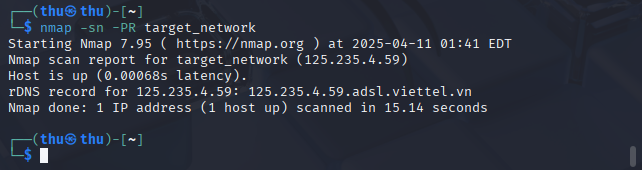 ┌──(thu㉿thu)-[~]
└─$ nmap -sn -PR target_network
Starting Nmap 7.95 ( https://nmap.org ) at 2025-04-11 01:41 EDT
Nmap scan report for target_network (125.235.4.59)
Host is up (0.00068s latency).
rDNS record for 125.235.4.59: 125.235.4.59.adsl.viettel.vn
Nmap done: 1 IP address (1 host up) scanned in 15.14 seconds
┌──(thu㉿thu)-[~]
└─$